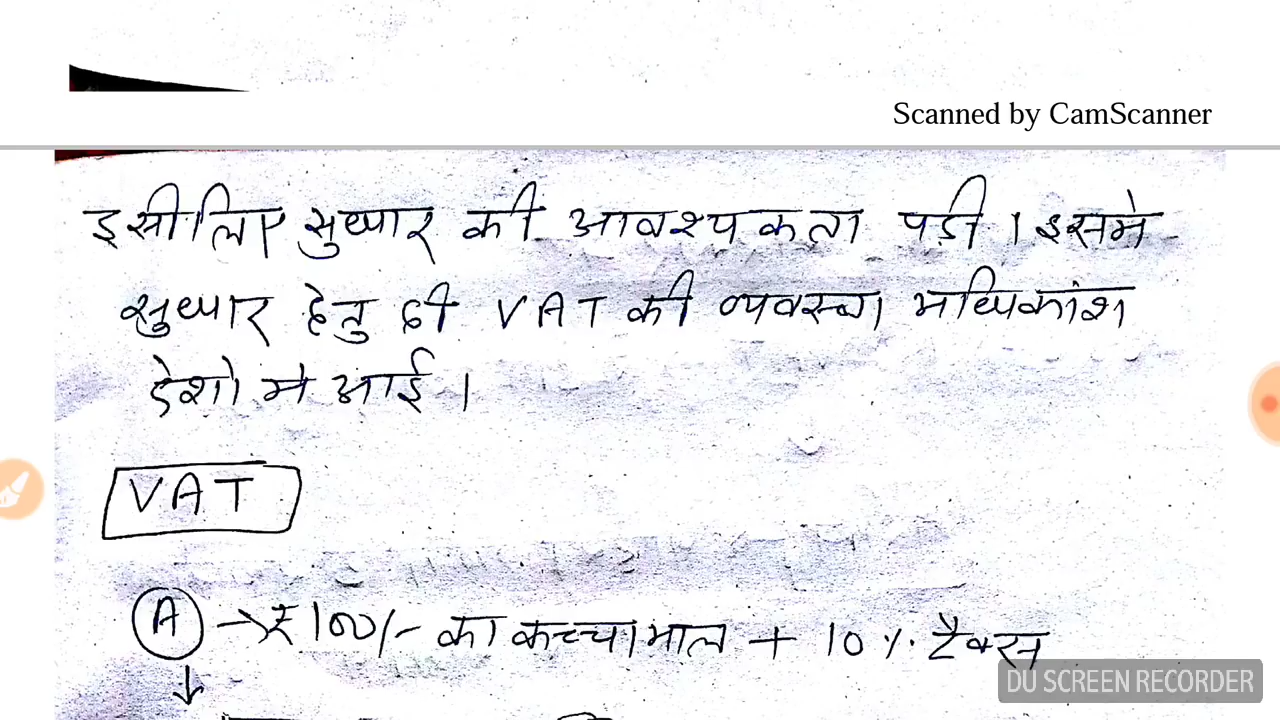 Scanned by CamScanner
इसीलिए सुधार की आवश्यकता पड़ी । इसमे
सुधार हेतु ही VAT की व्यवस्था अधिकांश
देशो मे आई ।
VAT
A → ₹ 100/- का कच्चा माल + 10 %. टैक्स
DU SCREEN RECORDER